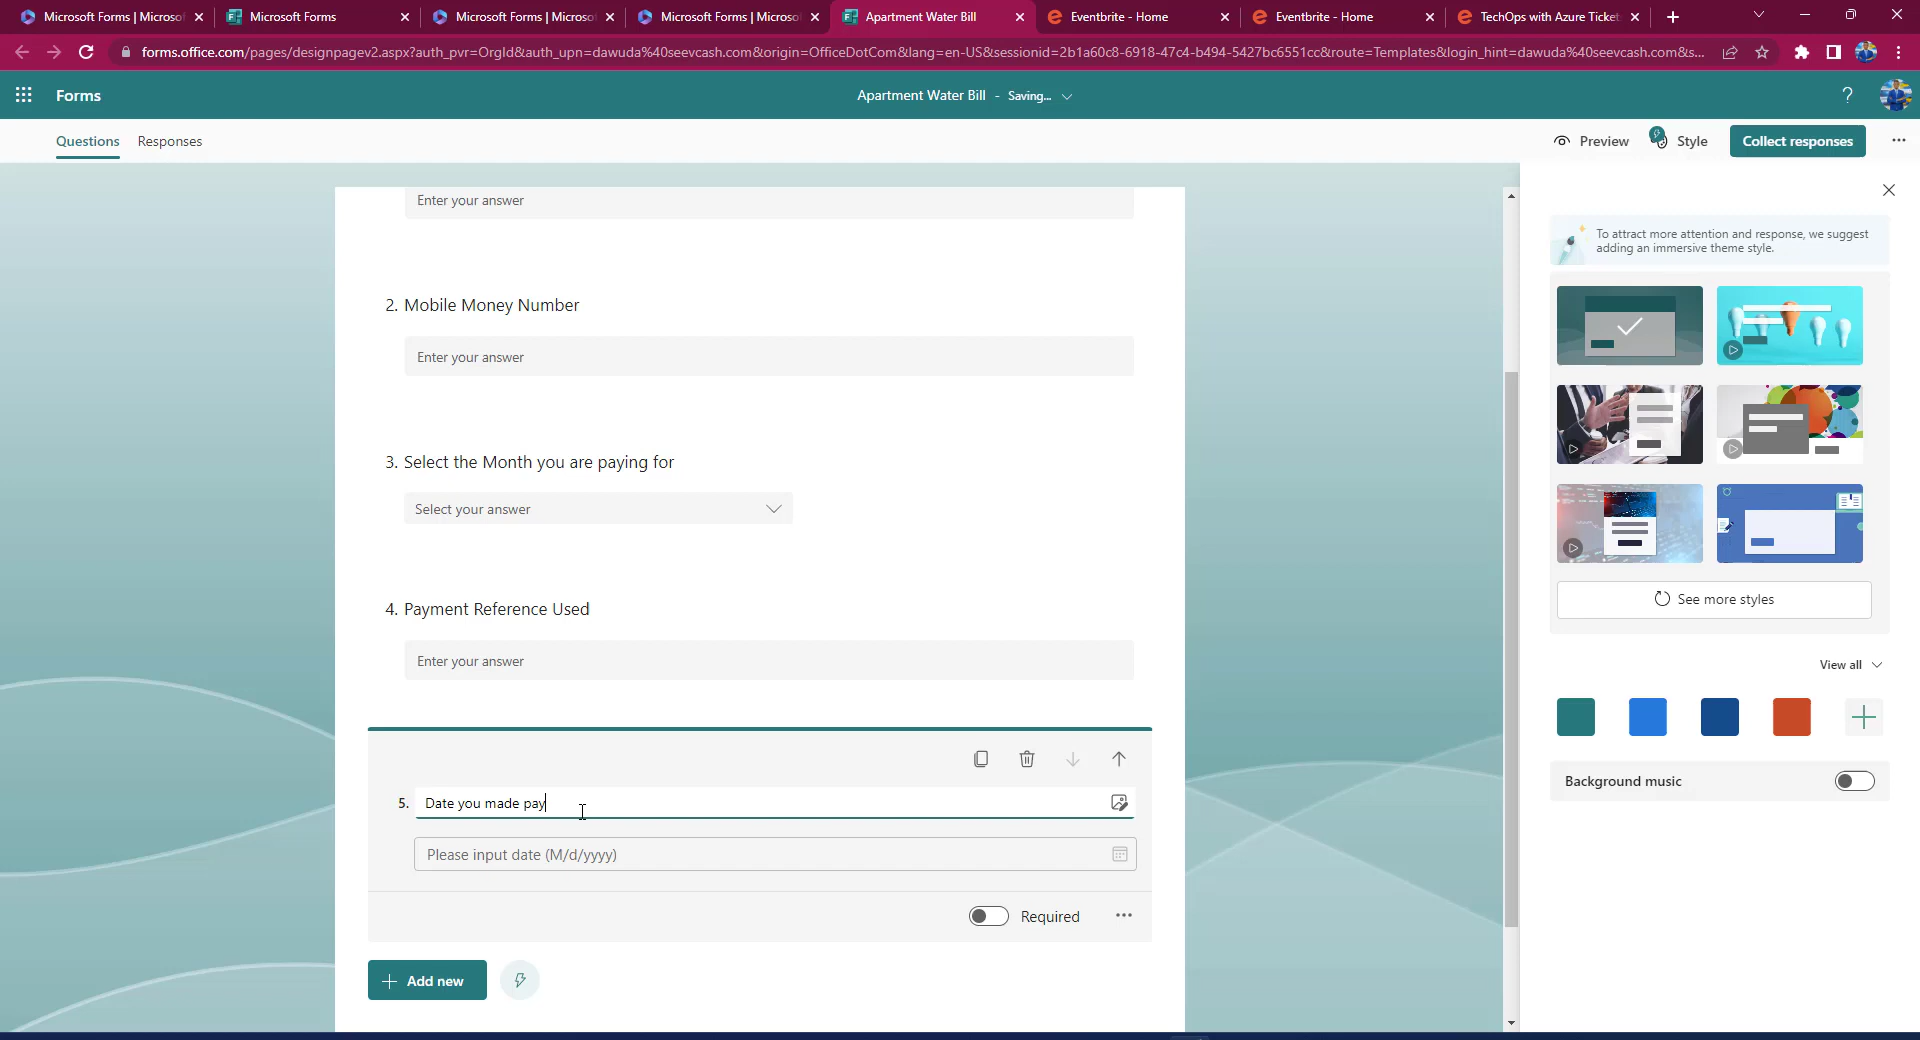 Microsoft Forms | Microsof
Microsoft Forms
Microsoft Forms | Microsof
Microsoft Forms | Microsof
Apartment Water Bill
Eventbrite - Home
Eventbrite - Home
TechOps with Azure Ticket
forms.office.com/pages/designpagev2.aspx?auth_pvr=OrgId&auth_upn=dawuda%40seevcash.com&origin=OfficeDotCom&lang=en-US&sessionid=2b1a60c8-6918-47c4-b494-5427bc6551cc&route=Templates&login_hint=dawuda%40seevcash.com&s...
Forms
Apartment Water Bill - Saving...
?
Questions
Responses
Preview
Style
Collect responses
Enter your answer
To attract more attention and response, we suggest
adding an immersive theme style.
2. Mobile Money Number
Enter your answer
3. Select the Month you are paying for
Select your answer
4. Payment Reference Used
Enter your answer
See more styles
View all
5. Date you made pay
Background music
Please input date (M/d/yyyy)
Required
Add new